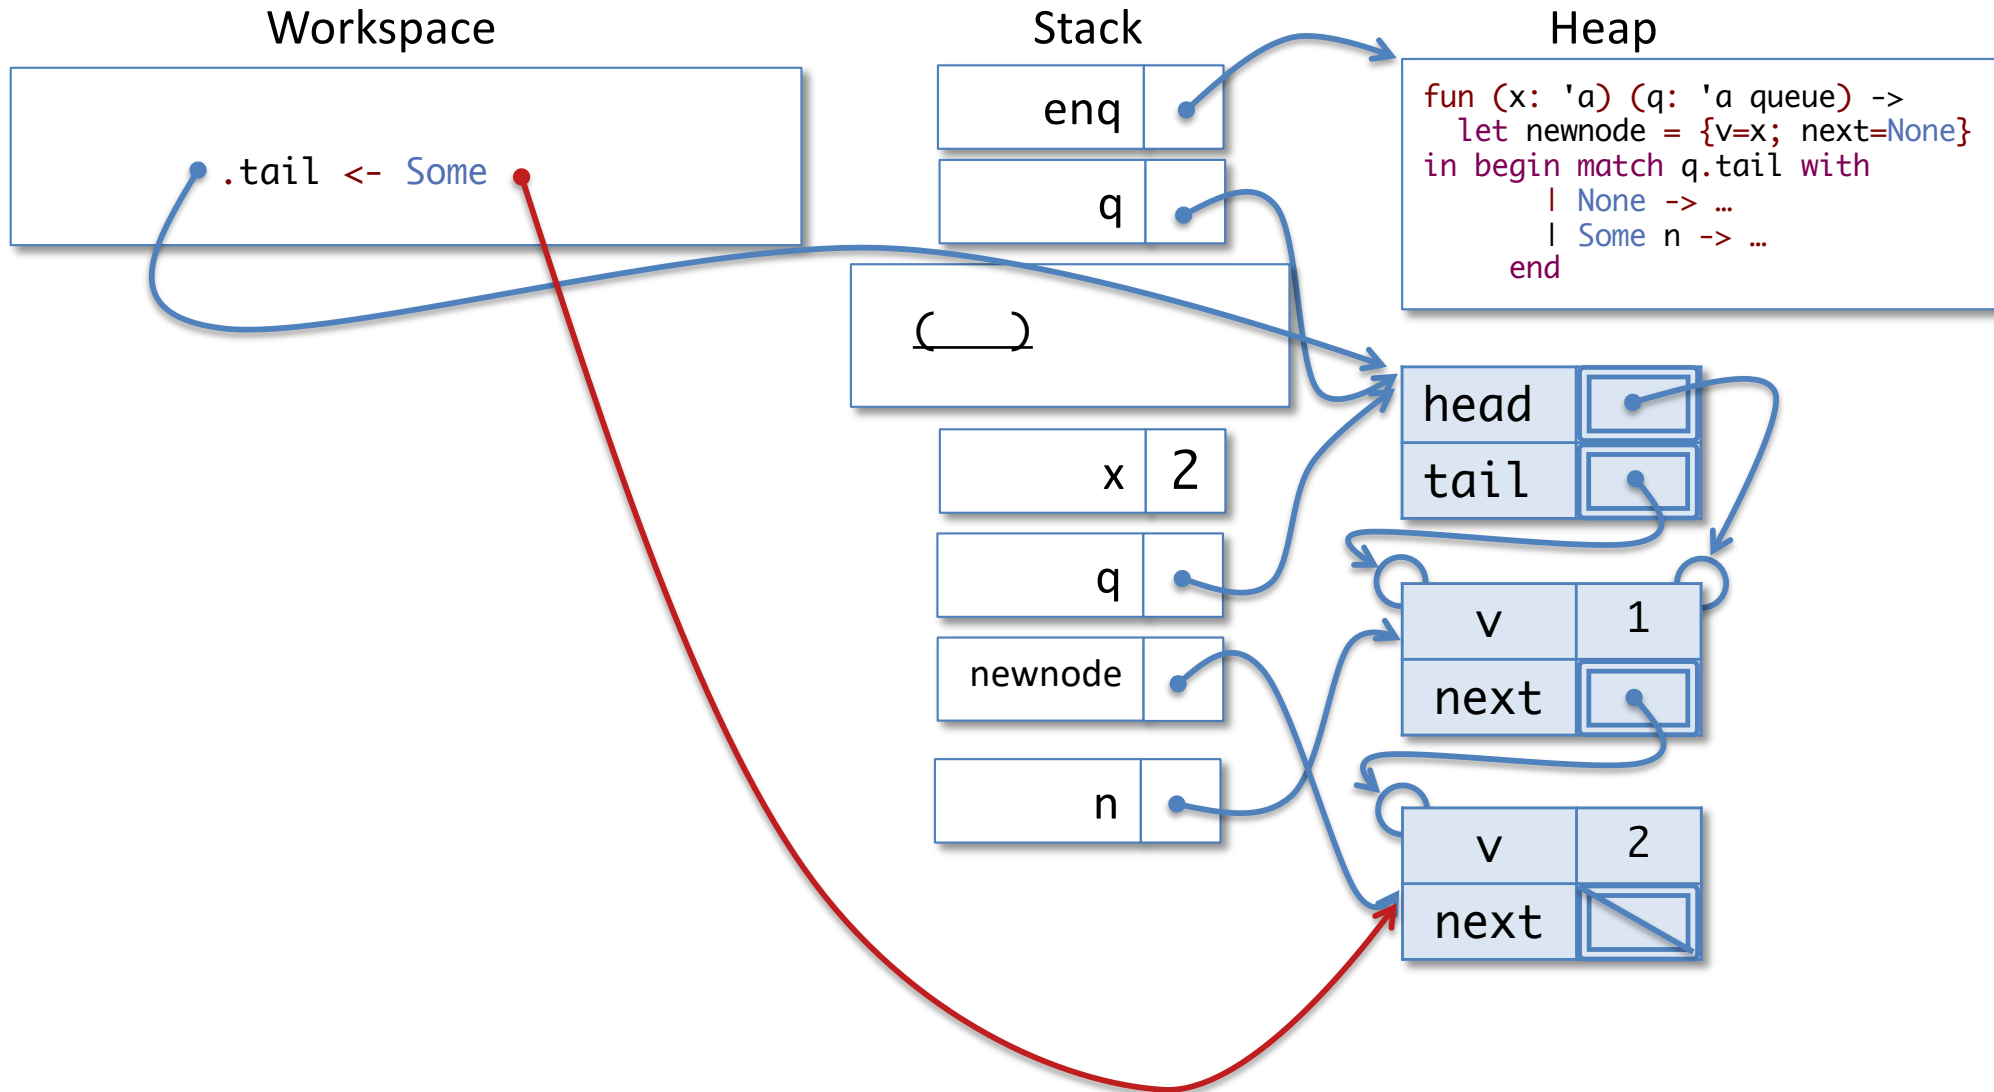 Workspace
Stack
Heap
.tail <- Some
enq
q
(    )
x 2
q
newnode
n
fun (x: 'a) (q: 'a queue) ->
let newnode = {v=x; next=None}
in begin match q.tail with
| None -> …
| Some n -> …
end
head
tail
v 1
next
v 2
next